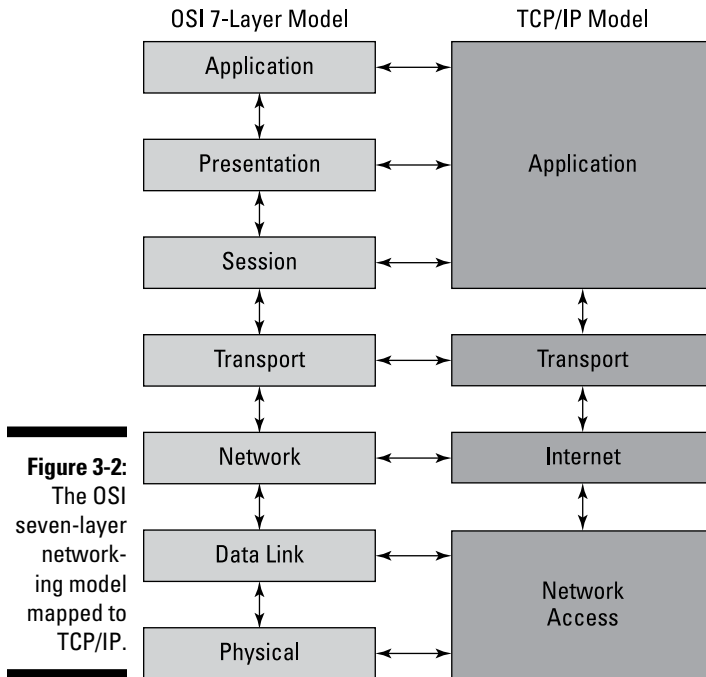 OSI 7-Layer Model
TCP/IP Model
Application
Presentation
Session
Transport
Network
Data Link
Physical
Application
Transport
Internet
Network
Access
Figure 3-2:
The OSI
seven-layer
network-
ing model
mapped to
TCP/IP.